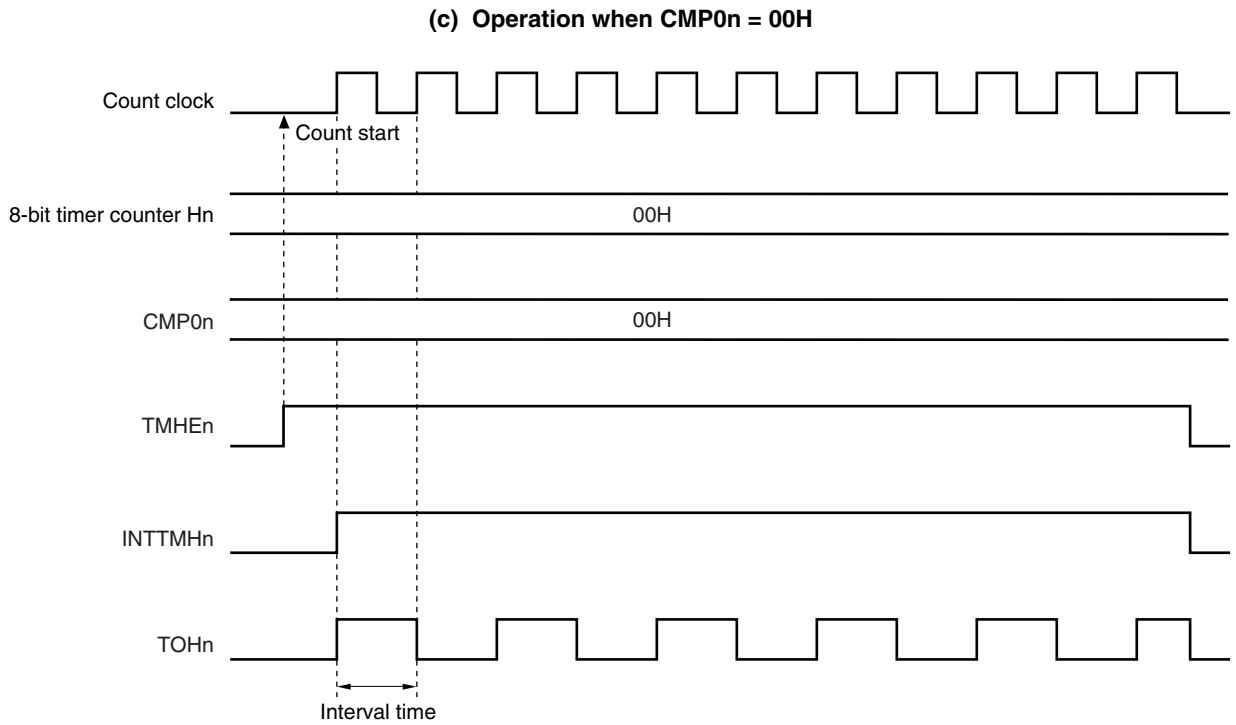 (c) Operation when CMP0n = 00H
Count clock
Count start
8-bit timer counter Hn
00H
CMP0n
00H
TMHEn
INTTMHn
TOHn
Interval time